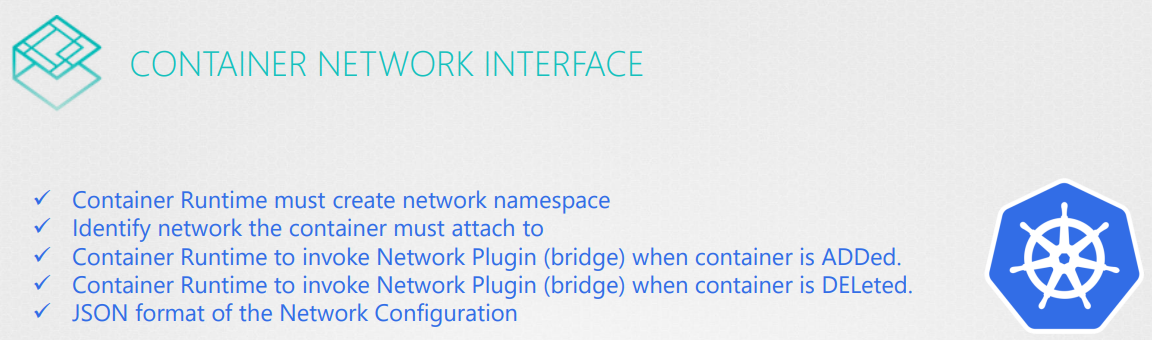 CONTAINER NETWORK INTERFACE
✓ Container Runtime must create network namespace
✓ Identify network the container must attach to
✓ Container Runtime to invoke Network Plugin (bridge) when container is ADDed.
✓ Container Runtime to invoke Network Plugin (bridge) when container is DELeted.
✓ JSON format of the Network Configuration